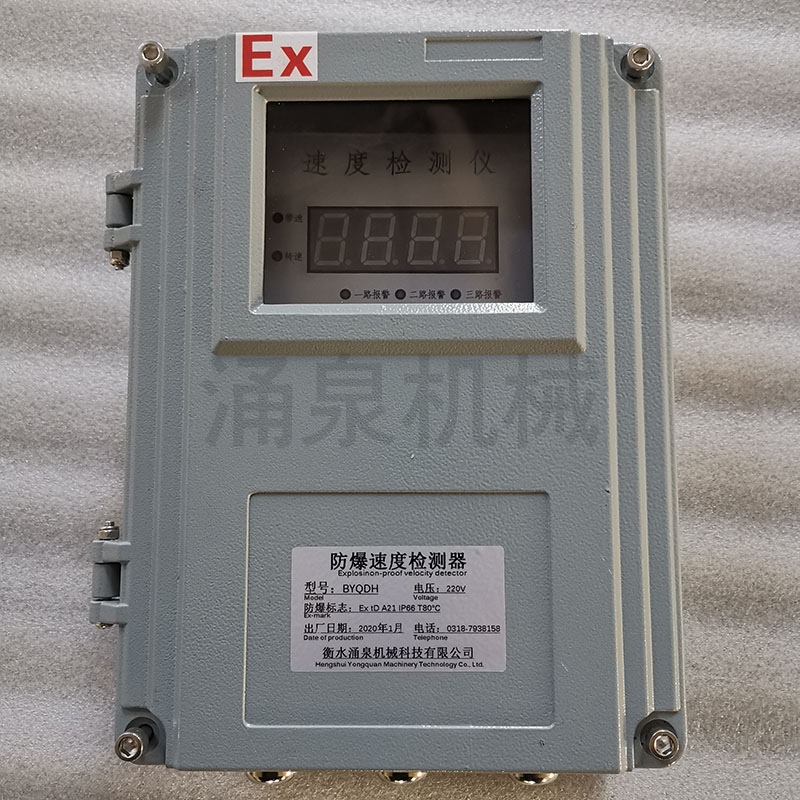 Ex
速度检测仪
带速
8888
转速
一路报警 二路报警 三路报警
涌泉机械
防爆速度检测器
Explosinon-proof velocity detector
型号：BYQDH 电压：220V
Model Voltage
防爆标志：Ex tD A21 IP66 T80℃
Ex-mark
出厂日期：2020年1月 电话：0318-7938158
Date of production Telephone
衡水涌泉机械科技有限公司
Hengshui Yongquan Machinery Technology Co., Ltd.